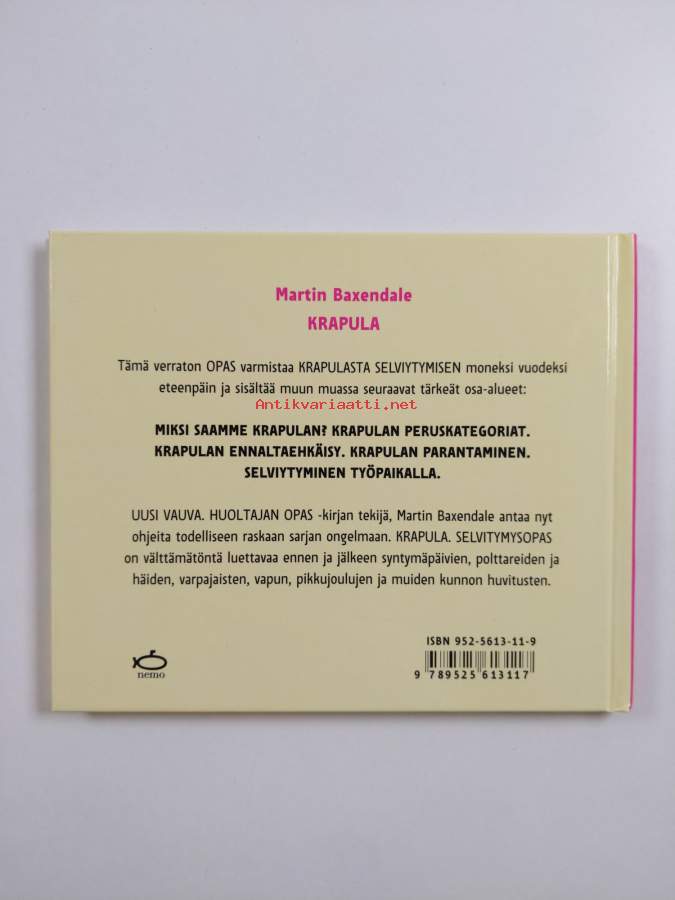 Martin Baxendale
KRAPULA
Tämä verraton OPAS varmistaa KRAPULASTA SELVIYTYMISEN moneksi vuodeksi
eteenpäin ja sisältää muun muassa seuraavat tärkeät osa-alueet:
Antikvariaatti.net
MIKSI SAAMME KRAPULAN? KRAPULAN PERUSKATEGORIAT.
KRAPULAN ENNALTAEHKÄISY. KRAPULAN PARANTAMINEN.
SELVIYTYMINEN TYÖPAIKALLA.
UUSI VAUVA. HUOLTAJAN OPAS -kirjan tekijä, Martin Baxendale antaa nyt
ohjeita todelliseen raskaan sarjan ongelmaan. KRAPULA. SELVITYMYSOPAS
on välttämätöntä luettavaa ennen ja jälkeen syntymäpäivien, polttareiden ja
häiden, varpajaisten, vapun, pikkujoulujen ja muiden kunnon huvitusten.
nemo
ISBN 952-5613-11-9
9 789525 613117